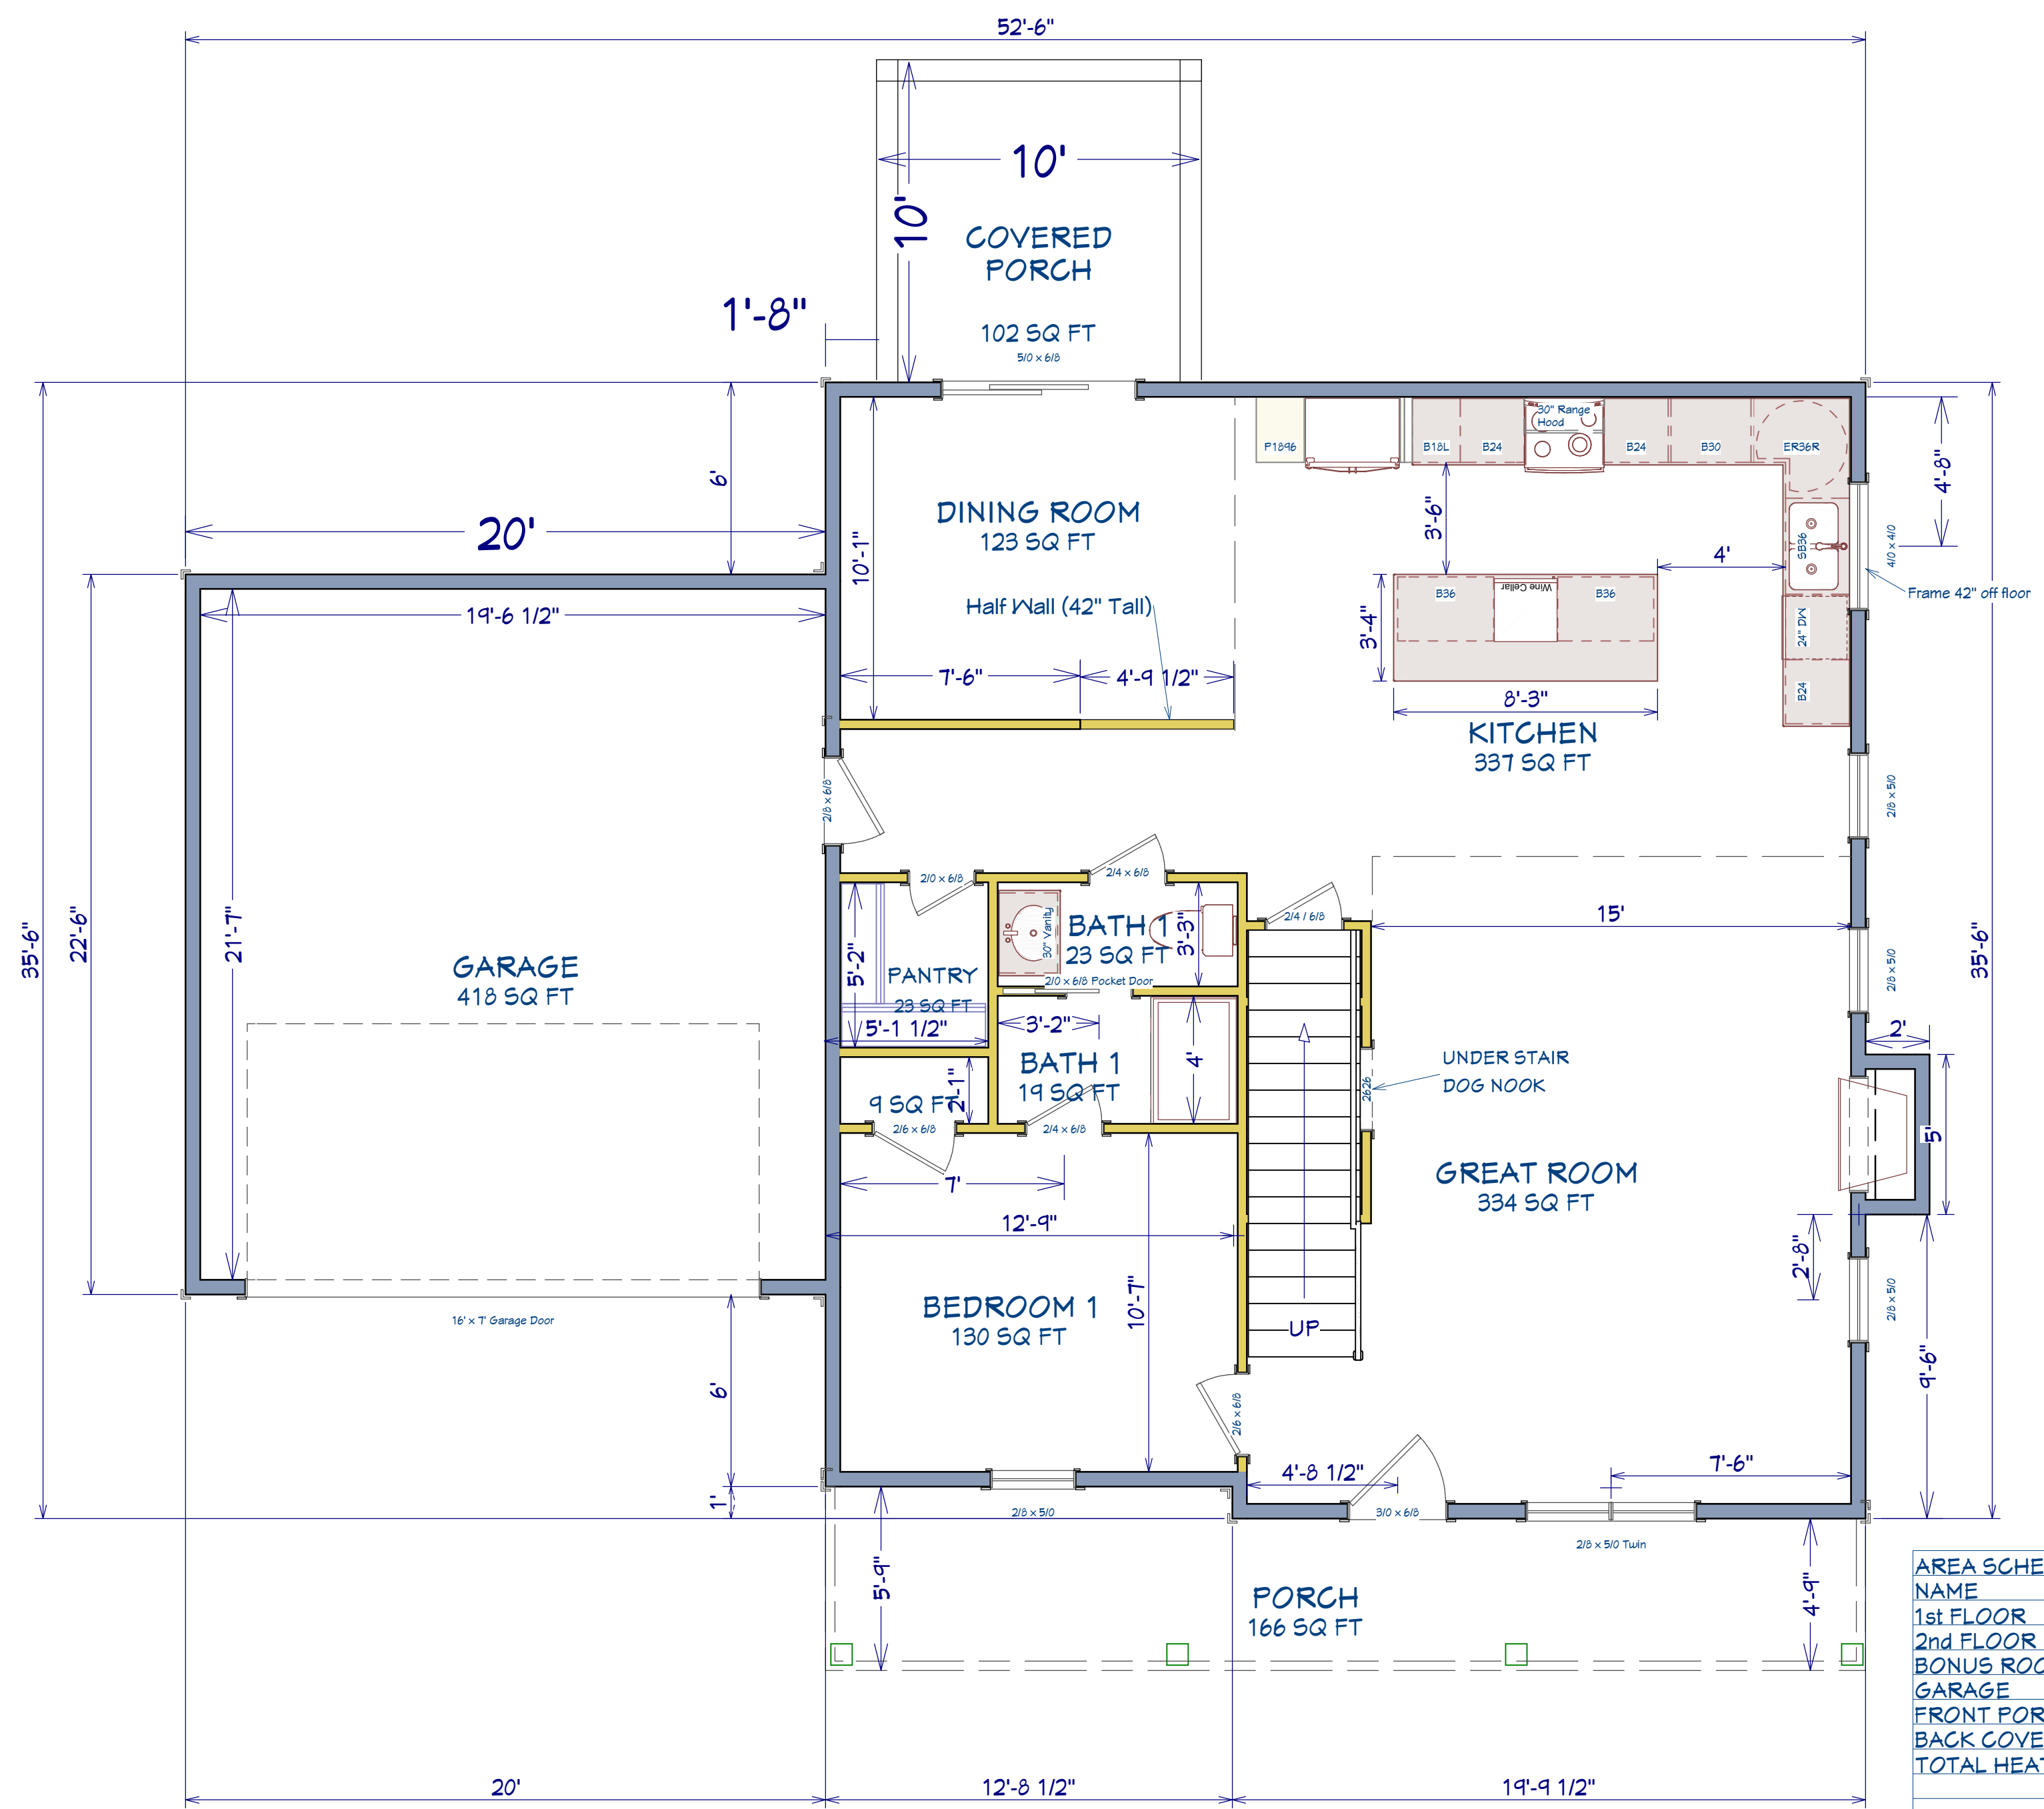 52'-6"
10'
10'
COVERED
PORCH
1'-8"
102 SQ FT
5/0 x 6/8
30" Range
Hood
P1896
B18L
B24
B24
B30
ER36R
4'-8"
6'
20'
DINING ROOM
123 SQ FT
10'-1"
3'-6"
4'
SB36
4/0 x 4/0
Frame 42" off floor
19'-6 1/2"
Half Wall (42" Tall)
B36
Wine Cellar
B36
3'-4"
24" DW
7'-6"
4'-9 1/2"
8'-3"
B24
KITCHEN
337 SQ FT
2/8 x 6/8
2/8 x 5/0
2/0 x 6/8
2/4 x 6/8
35'-6"
22'-6"
21'-7"
GARAGE
418 SQ FT
5'-2"
PANTRY
23 SQ FT
5'-1 1/2"
30" Vanity
BATH 1
23 SQ FT
3'-3"
2/0 x 6/8 Pocket Door
2/4 / 6/8
15'
2/8 x 5/0
35'-6"
3'-2"
BATH 1
19 SQ FT
4'
2'
UNDER STAIR
DOG NOOK
2626
9 SQ FT
2'-1"
2/6 x 6/8
2/4 x 6/8
5'
7'
GREAT ROOM
334 SQ FT
12'-9"
2'-8"
2/8 x 5/0
BEDROOM 1
130 SQ FT
10'-7"
UP
16' x 7' Garage Door
6'
9'-6"
2/6 x 6/8
4'-8 1/2"
7'-6"
1'
2/8 x 5/0
3/0 x 6/8
2/8 x 5/0 Twin
5'-9"
PORCH
166 SQ FT
4'-9"
AREA SCHE
NAME
1st FLOOR
2nd FLOOR
BONUS ROO
GARAGE
FRONT POR
BACK COVE
TOTAL HEAT
20'
12'-8 1/2"
19'-9 1/2"